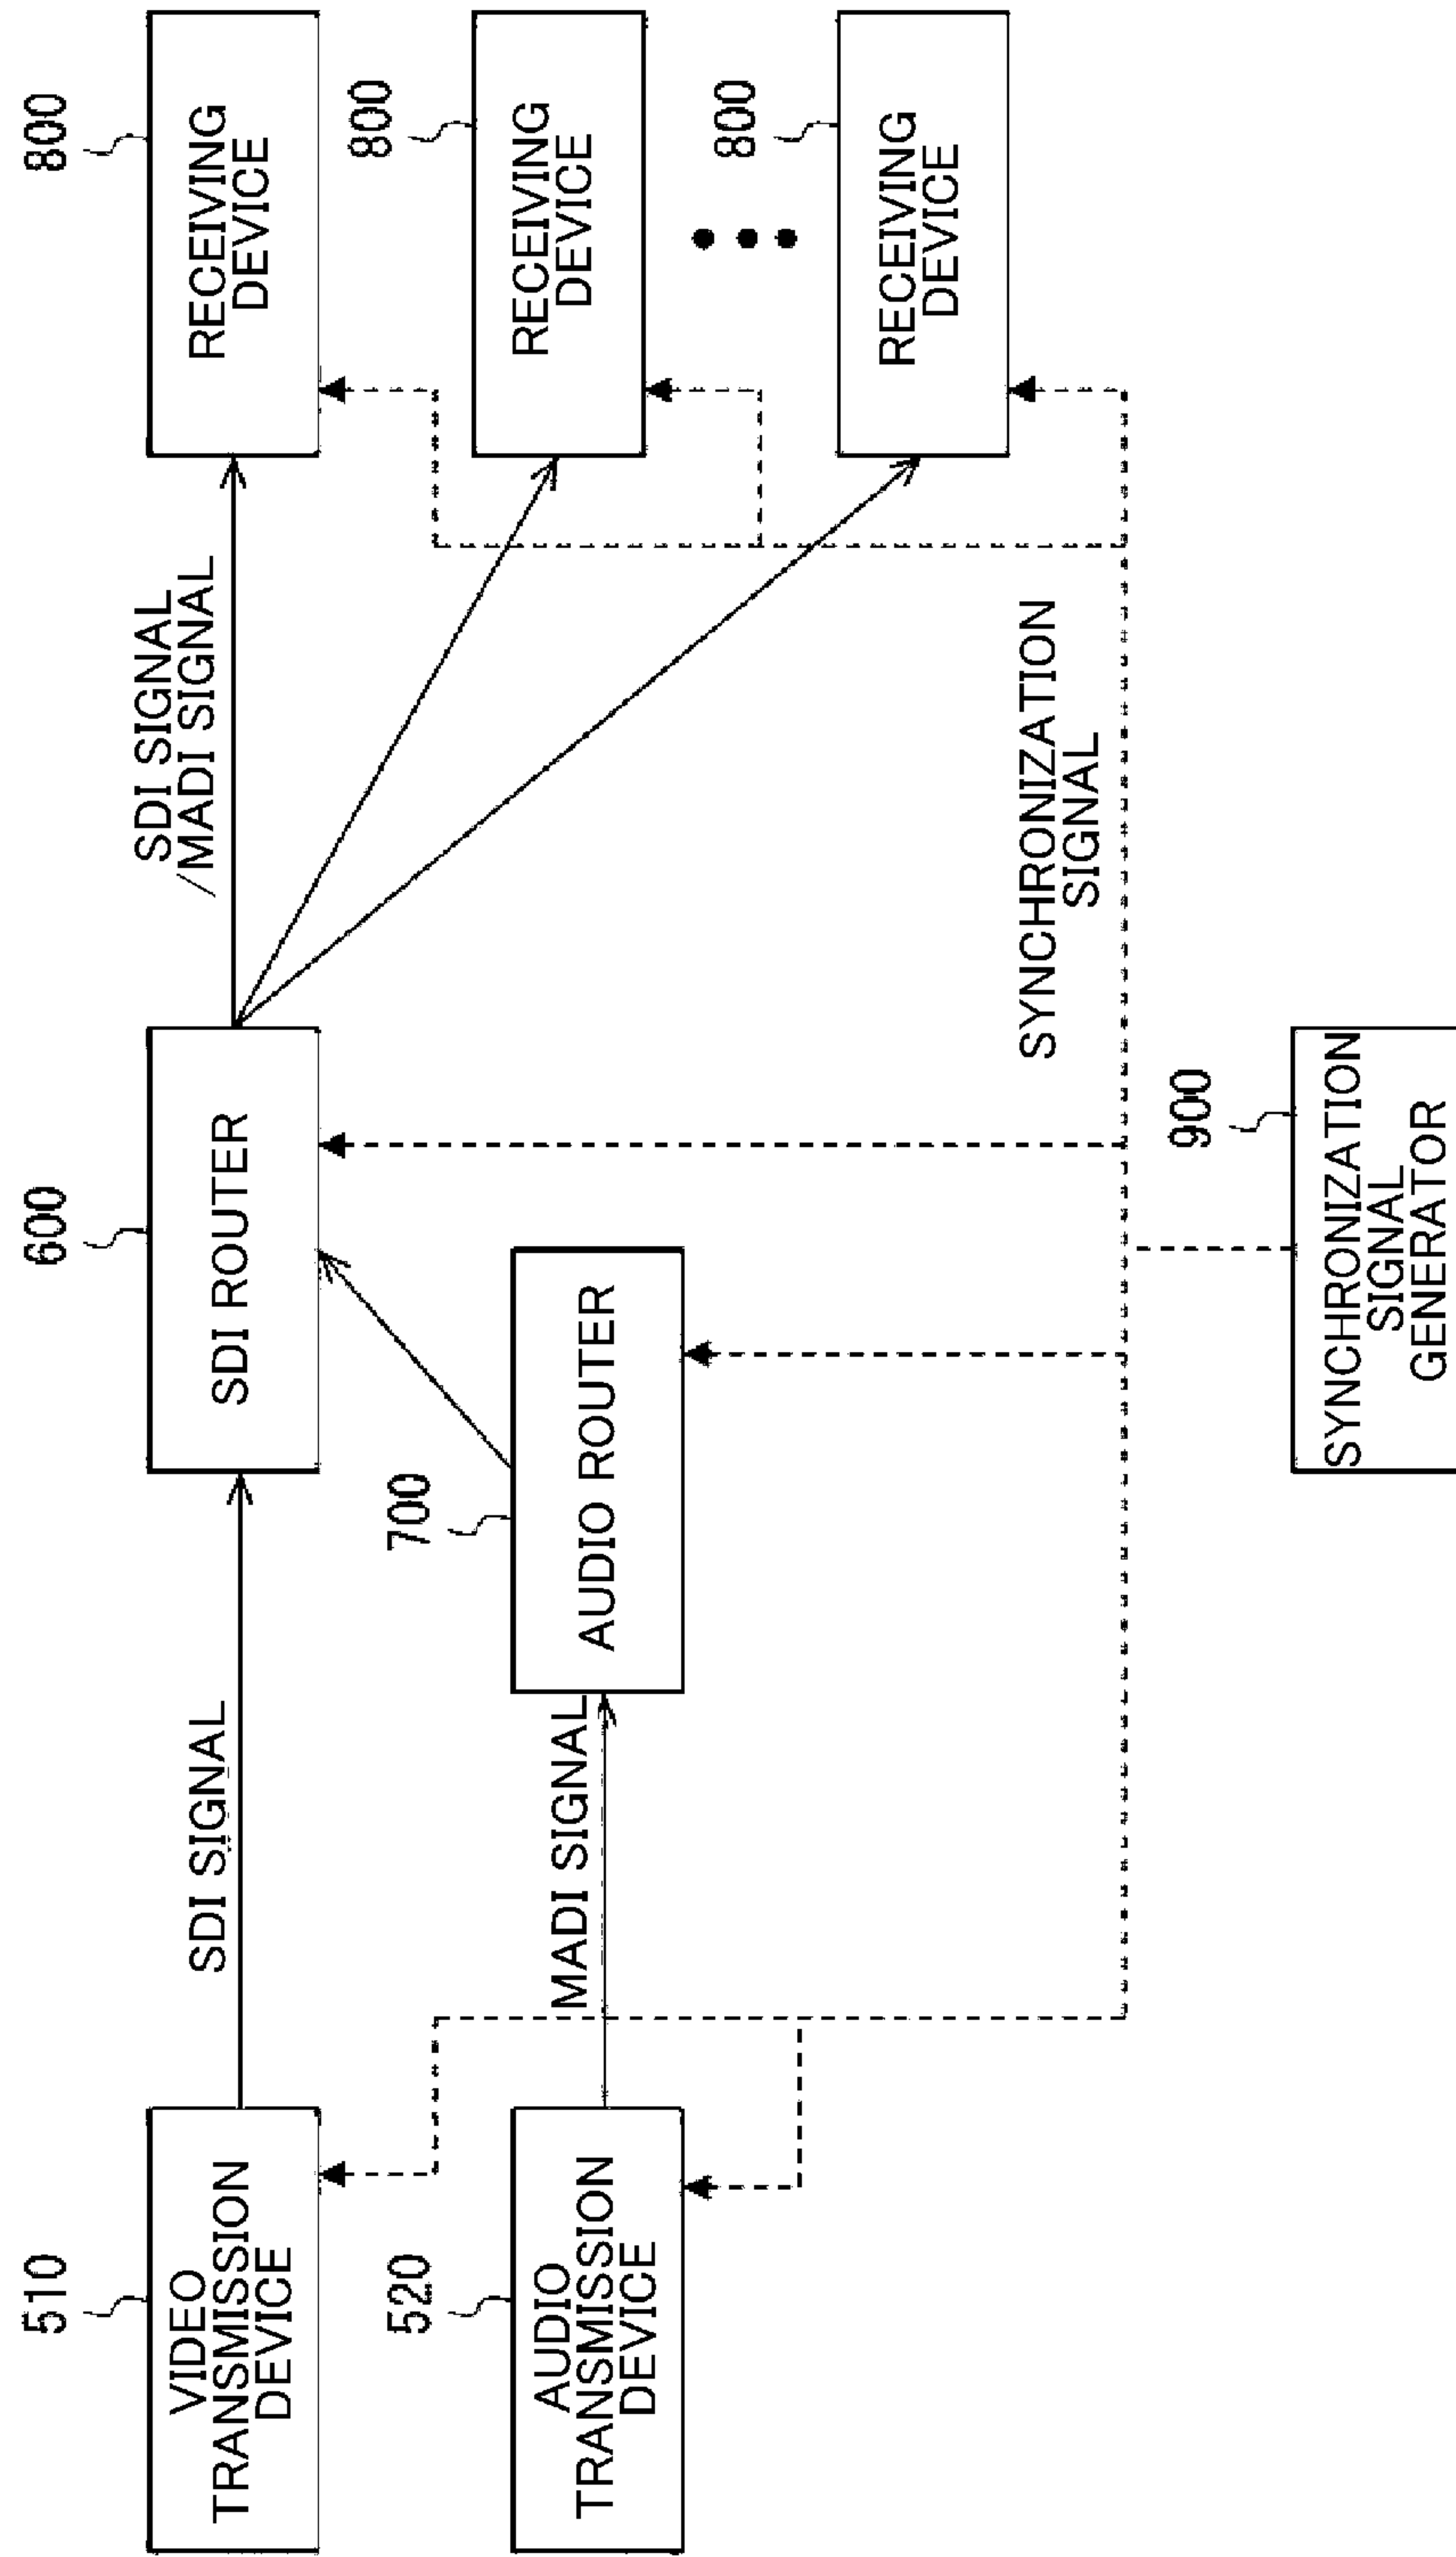 510
VIDEO
TRANSMISSION
DEVICE
SDI SIGNAL
600
SDI ROUTER
SDI SIGNAL
/MADI SIGNAL
800
RECEIVING
DEVICE
520
AUDIO
TRANSMISSION
DEVICE
MADI SIGNAL
700
AUDIO ROUTER
800
RECEIVING
DEVICE
800
RECEIVING
DEVICE
SYNCHRONIZATION
SIGNAL
900
SYNCHRONIZATION
SIGNAL
GENERATOR